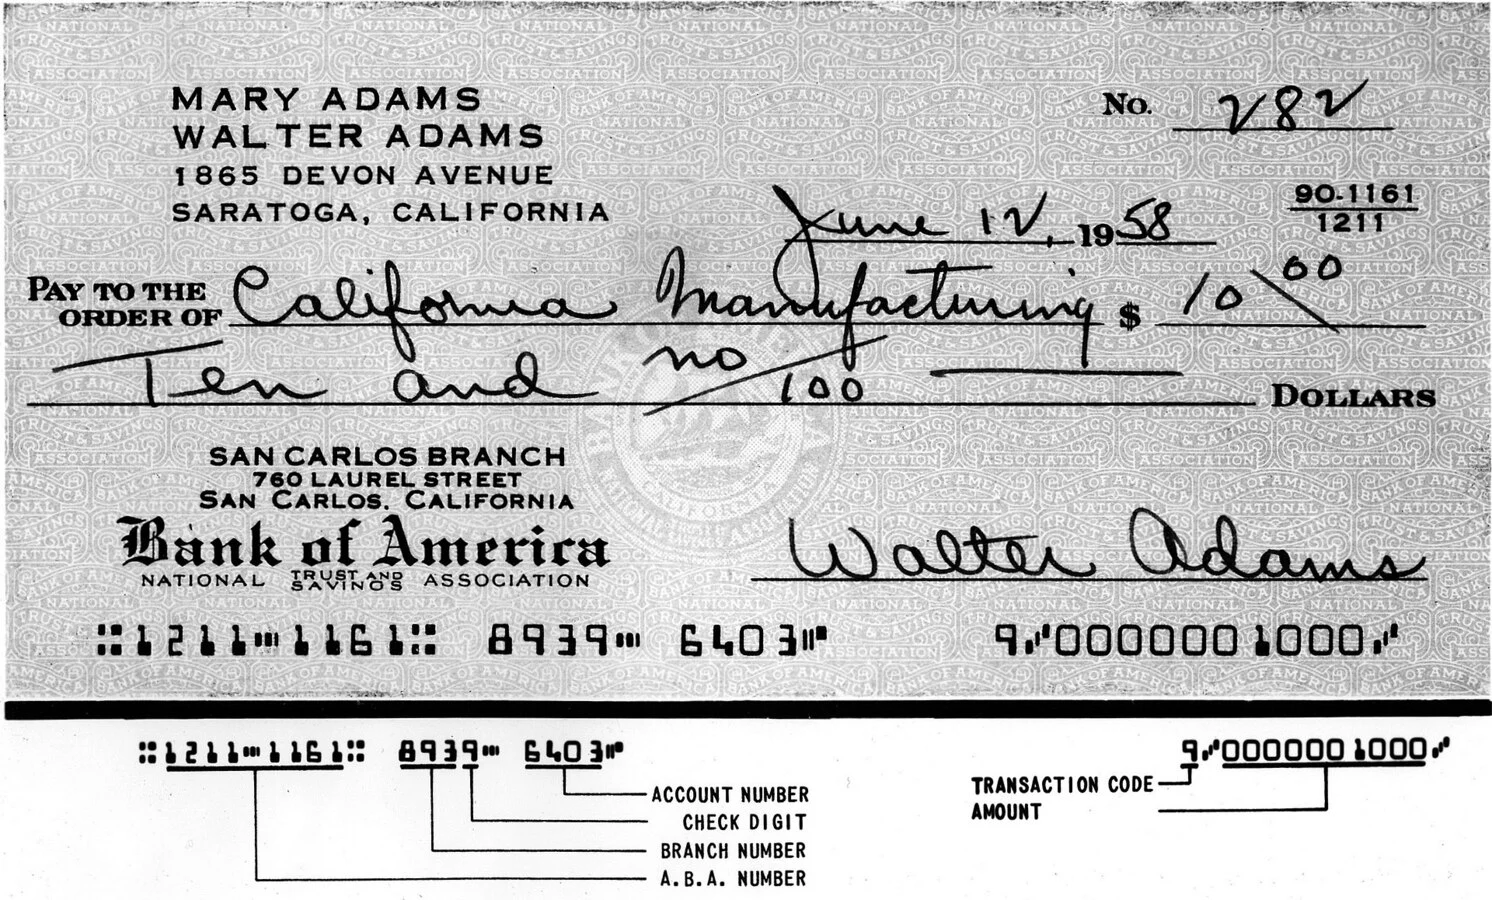 MARY ADAMS
WALTER ADAMS
1865 DEVON AVENUE
SARATOGA, CALIFORNIA
No. 282
90-1161
1211
June 12, 1958
PAY TO THE
ORDER OF California Manufacturing $ 10 00
Ten and no/100 DOLLARS
SAN CARLOS BRANCH
760 LAUREL STREET
SAN CARLOS, CALIFORNIA
Bank of America
NATIONAL TRUST AND SAVINGS ASSOCIATION
Walter Adams
⑆1211⑉1161⑆ 8939⑉ 6403⑈ 9⑇0000001000⑇
⑆1211⑉1161⑆ 8939⑉ 6403⑈ 9⑇0000001000⑇
ACCOUNT NUMBER
CHECK DIGIT
BRANCH NUMBER
A.B.A. NUMBER
TRANSACTION CODE
AMOUNT